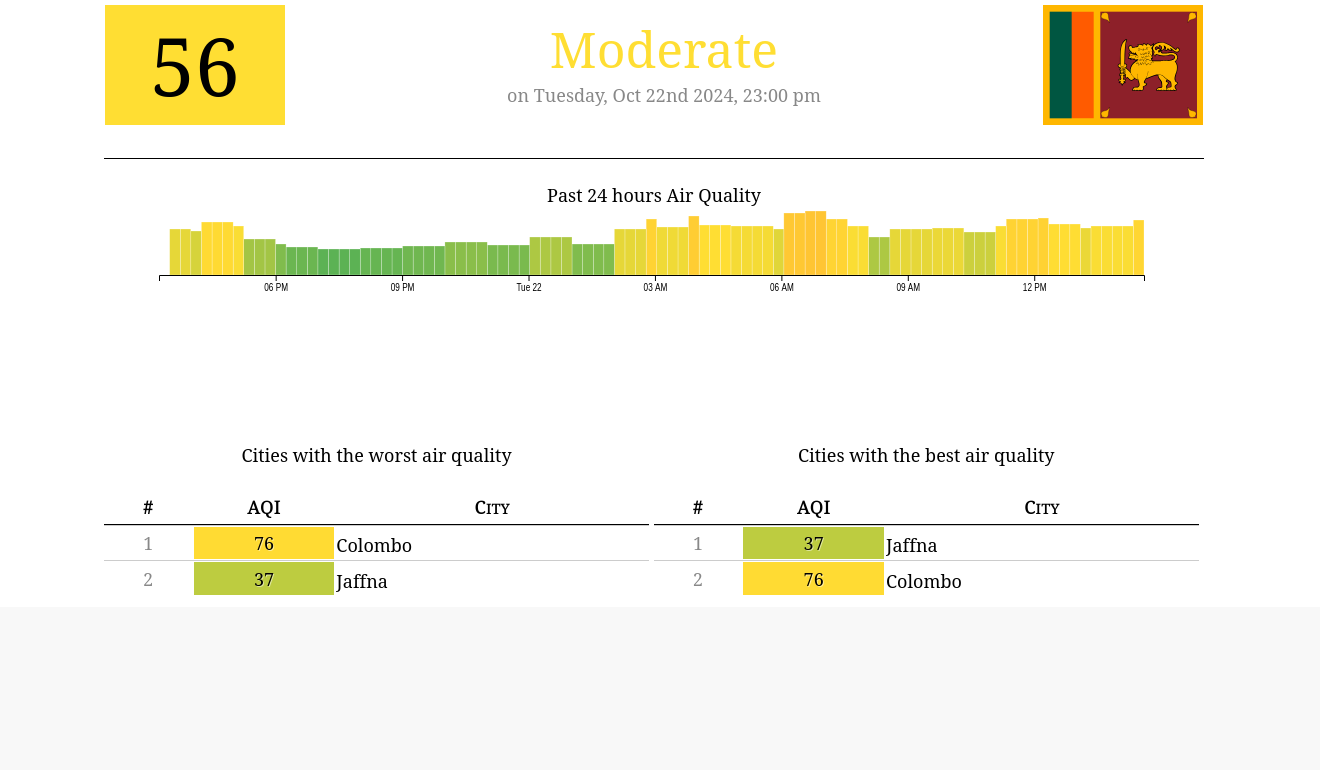 56
Moderate
on Tuesday, Oct 22nd 2024, 23:00 pm
Past 24 hours Air Quality
06 PM 09 PM Tue 22 03 AM 06 AM 09 AM 12 PM
Cities with the worst air quality
# AQI City
1 76 Colombo
2 37 Jaffna
Cities with the best air quality
# AQI City
1 37 Jaffna
2 76 Colombo